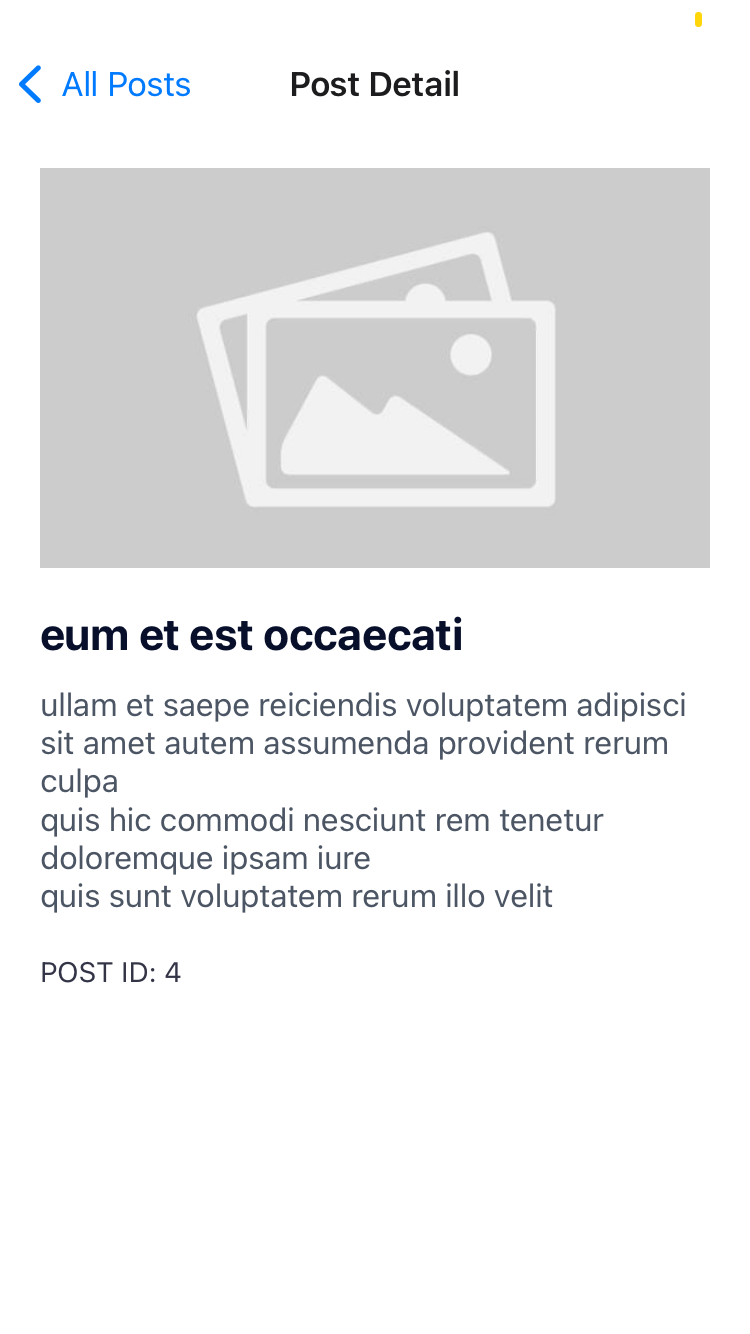 All Posts
Post Detail
eum et est occaecati
ullam et saepe reiciendis voluptatem adipisci
sit amet autem assumenda provident rerum
culpa
quis hic commodi nesciunt rem tenetur
doloremque ipsam iure
quis sunt voluptatem rerum illo velit
POST ID: 4